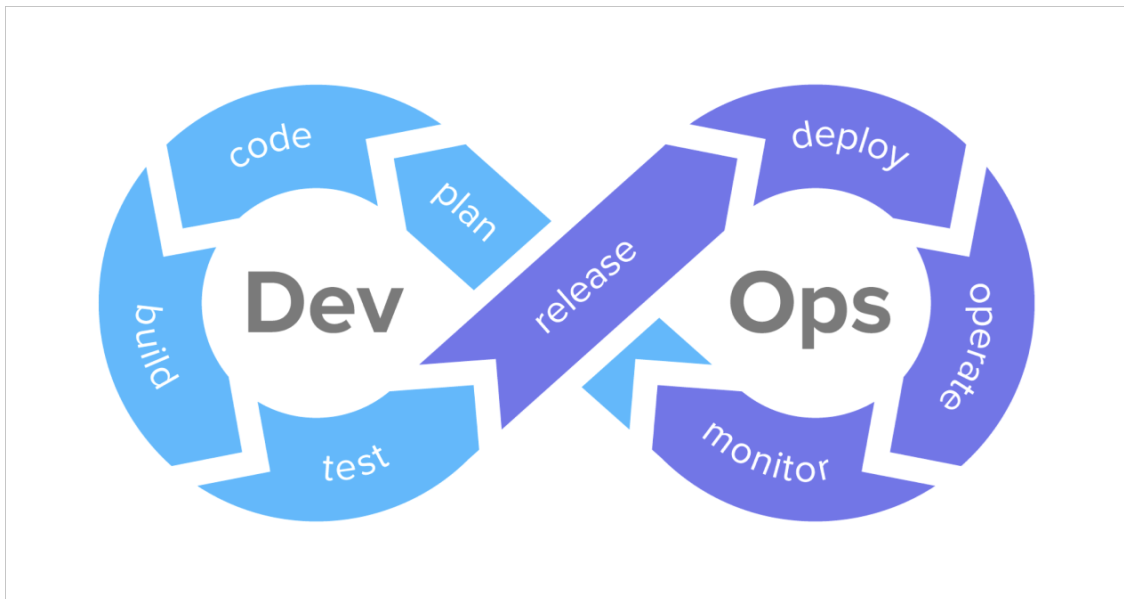 code
plan
build
Dev
test
release
deploy
Ops
operate
monitor